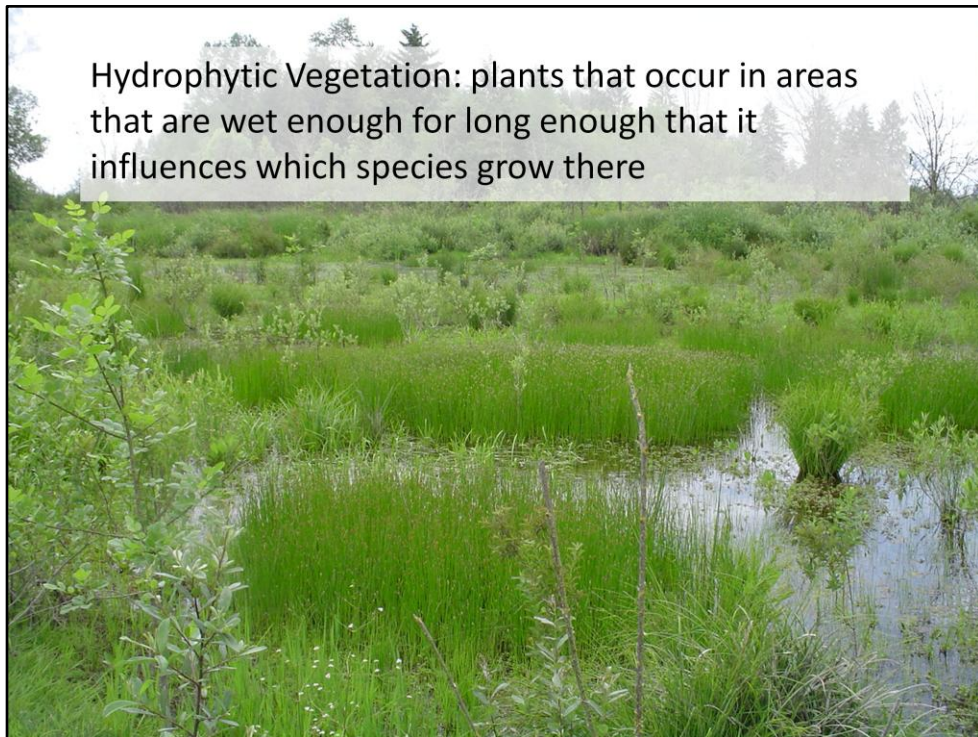 Hydrophytic Vegetation: plants that occur in areas
that are wet enough for long enough that it
influences which species grow there